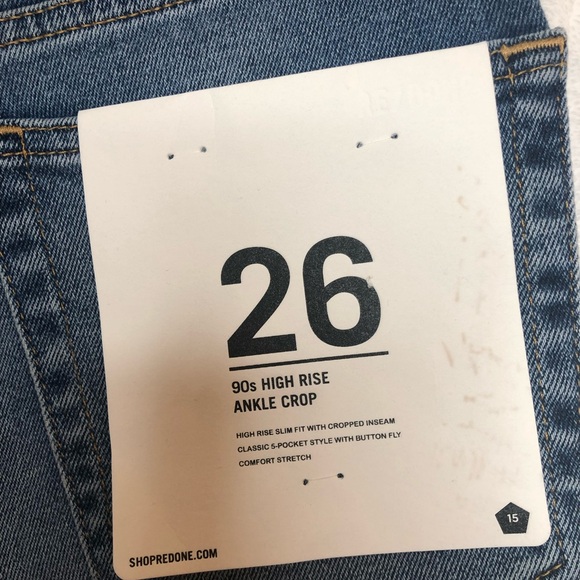 26
90s HIGH RISE
ANKLE CROP
HIGH RISE SLIM FIT WITH CROPPED INSEAM
CLASSIC 5-POCKET STYLE WITH BUTTON FLY
COMFORT STRETCH
15
SHOPREDONE.COM